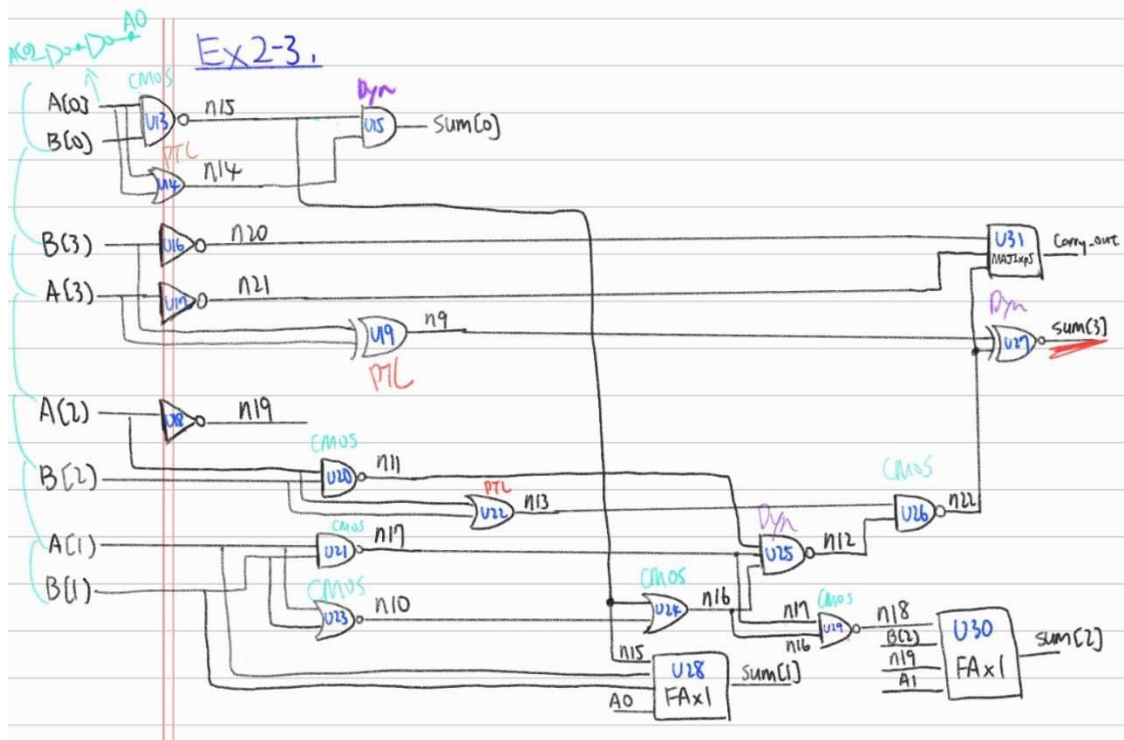 A0
A(0)
Ex2-3.
CMOS
Dyn
A(0)
n15
U13
U15
sum[0]
B(0)
PTL
n14
U14
B(3)
U16
n20
U31
MAJIxp5
Carry_out
A(3)
U17
n21
Dyn
U19
n9
U27
sum[3]
PTL
A(2)
U18
n19
CMOS
CMOS
B[2)
U20
n11
PTL
U22
n13
U26
n22
CMOS
Dyn
A(1)
U21
n17
U25
n12
B(1)
CMOS
CMOS
U23
n10
U24
n16
n17
CMOS
U29
n18
U30
n16
B(2)
sum[2]
n15
U28
n19
FAx1
sum[1]
A1
A0
FAx1